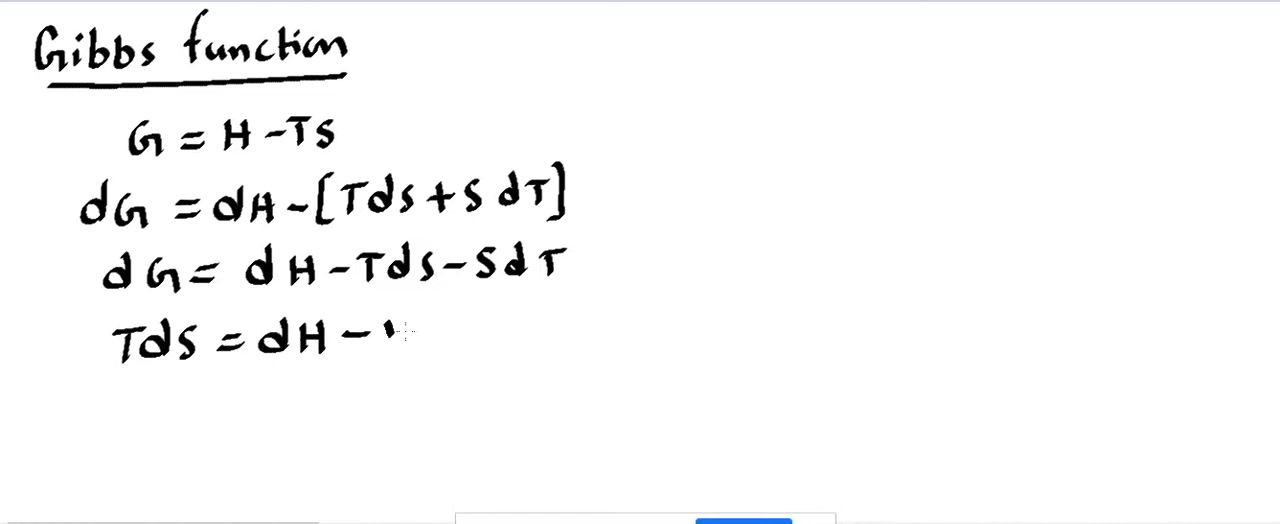 Gibbs function
G = H - TS
dG = dH - [Tds + S dT]
dG = dH - Tds - SdT
Tds = dH -